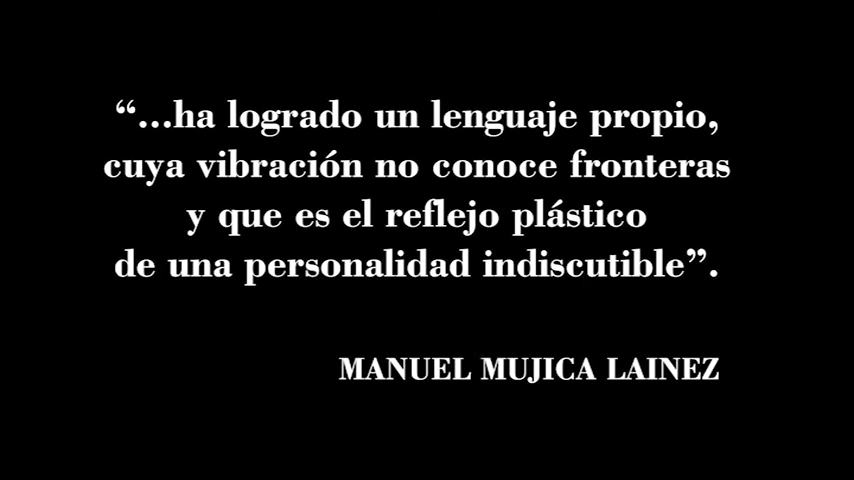 “...ha logrado un lenguaje propio,
cuya vibración no conoce fronteras
y que es el reflejo plástico
de una personalidad indiscutible”.
MANUEL MUJICA LAINEZ